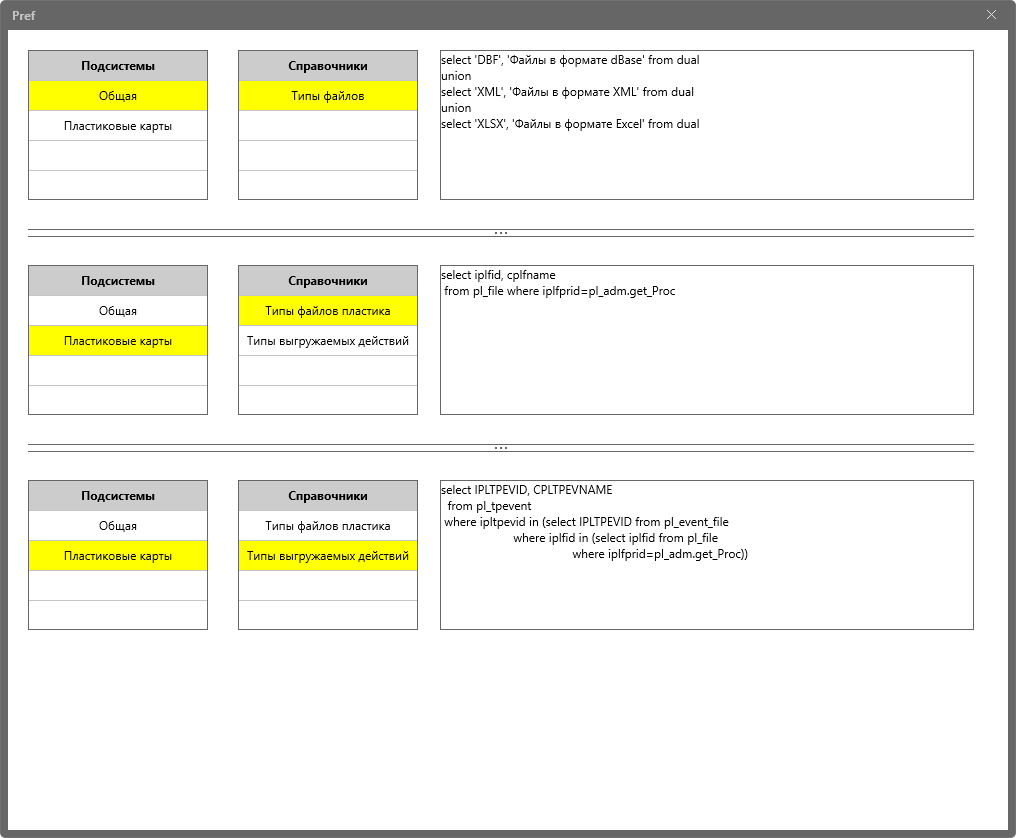 Pref
Подсистемы
Общая
Пластиковые карты
Справочники
Типы файлов
select 'DBF', 'Файлы в формате dBase' from dual
union
select 'XML', 'Файлы в формате XML' from dual
union
select 'XLSX', 'Файлы в формате Excel' from dual
...
Подсистемы
Общая
Пластиковые карты
Справочники
Типы файлов пластика
Типы выгружаемых действий
select iplfid, cplfname
from pl_file where iplfprid=pl_adm.get_Proc
...
Подсистемы
Общая
Пластиковые карты
Справочники
Типы файлов пластика
Типы выгружаемых действий
select IPLTPEVID, CPLTPEVNAME
from pl_tpevent
where ipltpevid in (select IPLTPEVID from pl_event_file
where iplfid in (select iplfid from pl_file
where iplfprid=pl_adm.get_Proc))